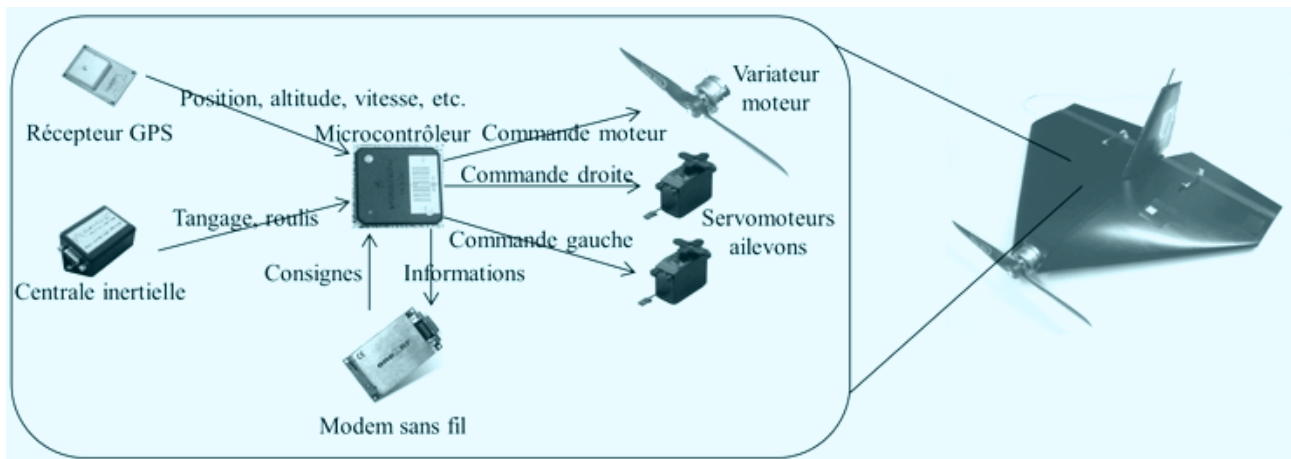 Variateur
moteur
Position, altitude, vitesse, etc.
Récepteur GPS
Microcontrôleur
Commande moteur
Commande droite
Tangage, roulis
Servomoteurs
ailevons
Commande gauche
Consignes
Informations
Centrale inertielle
Modem sans fil